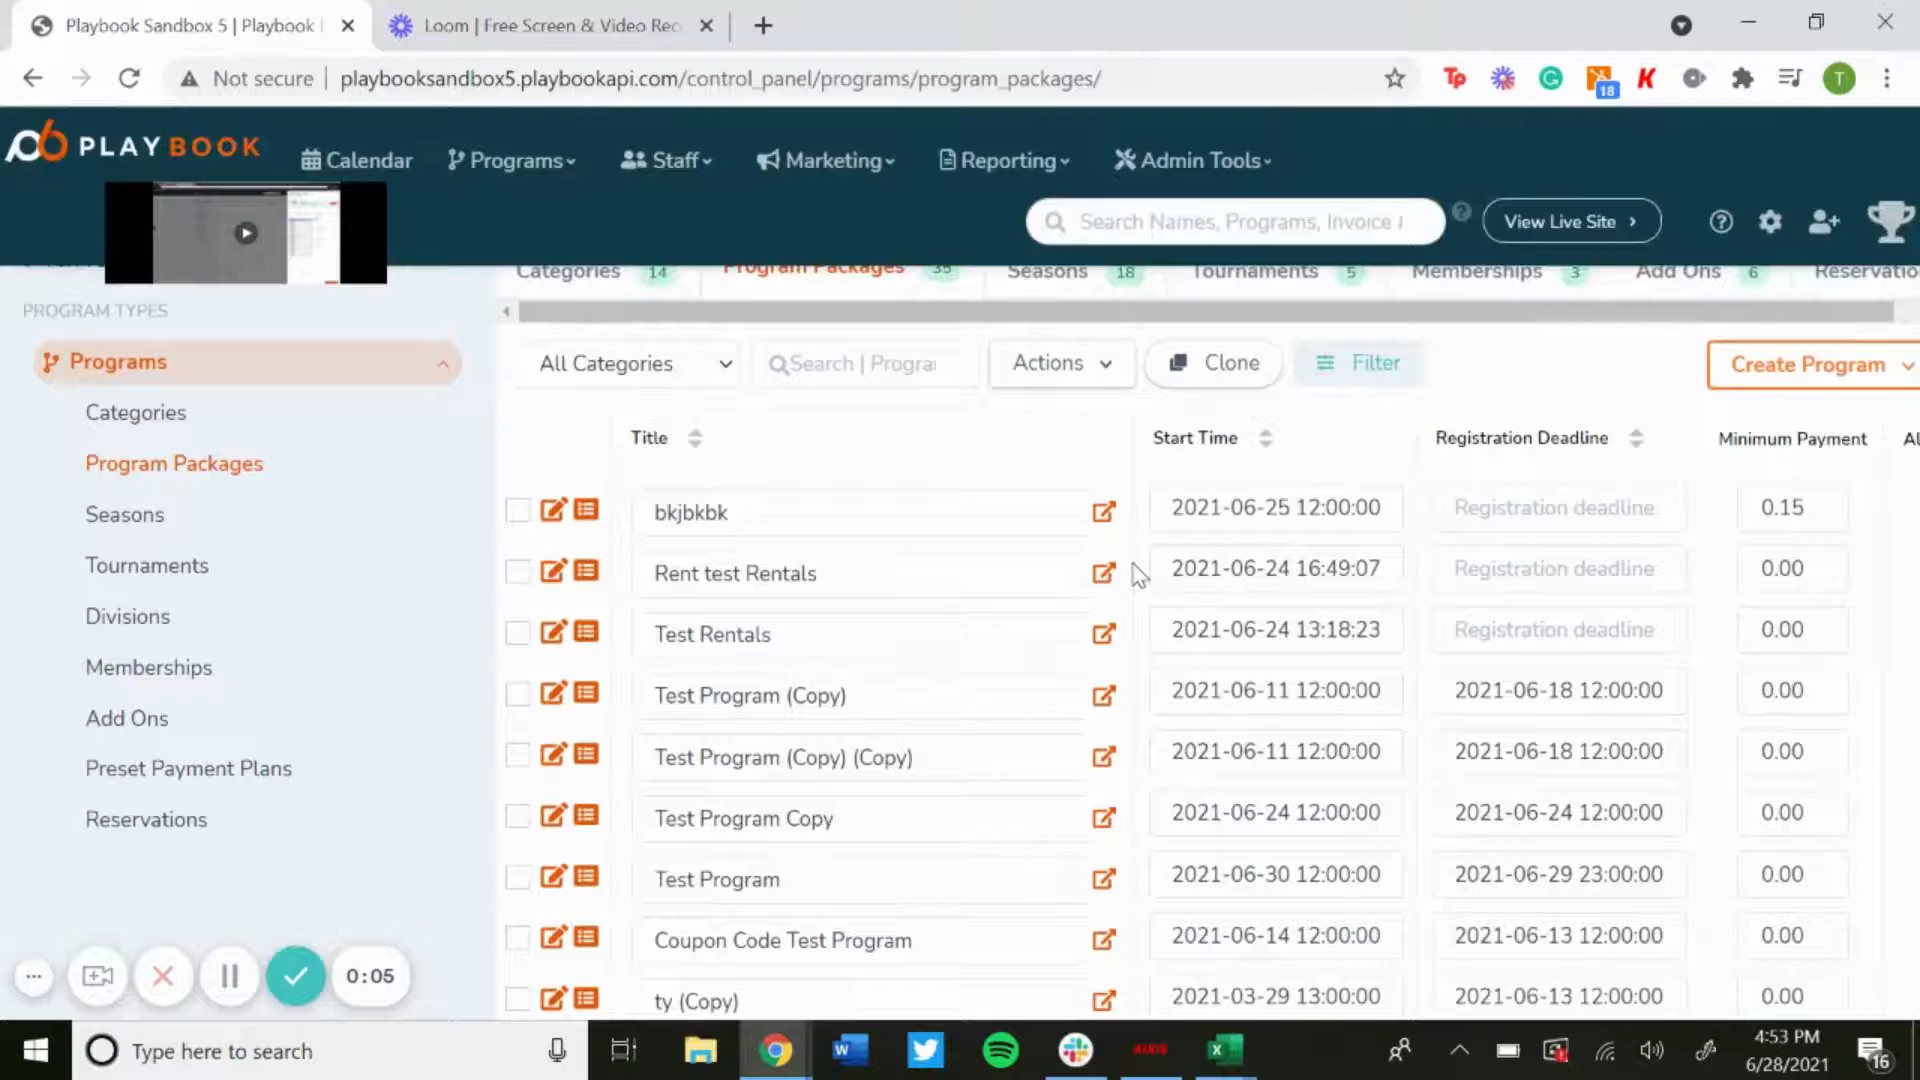 Playbook Sandbox 5 | Playbook
Loom | Free Screen & Video Rec
Not secure
playbooksandbox5.playbookapi.com/control_panel/programs/program_packages/
Tp
G
18
K
T
PLAYBOOK
Calendar
Programs
Staff
Marketing
Reporting
Admin Tools
Search Names, Programs, Invoice
View Live Site
Categories 14
Program Packages 35
Seasons 18
Tournaments 5
Memberships 3
Add Ons 6
Reservatio
PROGRAM TYPES
Programs
Categories
Program Packages
Seasons
Tournaments
Divisions
Memberships
Add Ons
Preset Payment Plans
Reservations
All Categories
Search | Progra
Actions
Clone
Filter
Create Program
Title
Start Time
Registration Deadline
Minimum Payment
Al
bkjbkbk 2021-06-25 12:00:00 Registration deadline 0.15
Rent test Rentals 2021-06-24 16:49:07 Registration deadline 0.00
Test Rentals 2021-06-24 13:18:23 Registration deadline 0.00
Test Program (Copy) 2021-06-11 12:00:00 2021-06-18 12:00:00 0.00
Test Program (Copy) (Copy) 2021-06-11 12:00:00 2021-06-18 12:00:00 0.00
Test Program Copy 2021-06-24 12:00:00 2021-06-24 12:00:00 0.00
Test Program 2021-06-30 12:00:00 2021-06-29 23:00:00 0.00
Coupon Code Test Program 2021-06-14 12:00:00 2021-06-13 12:00:00 0.00
ty (Copy) 2021-03-29 13:00:00 2021-06-13 12:00:00 0.00
0:05
Type here to search
4:53 PM
6/28/2021
16